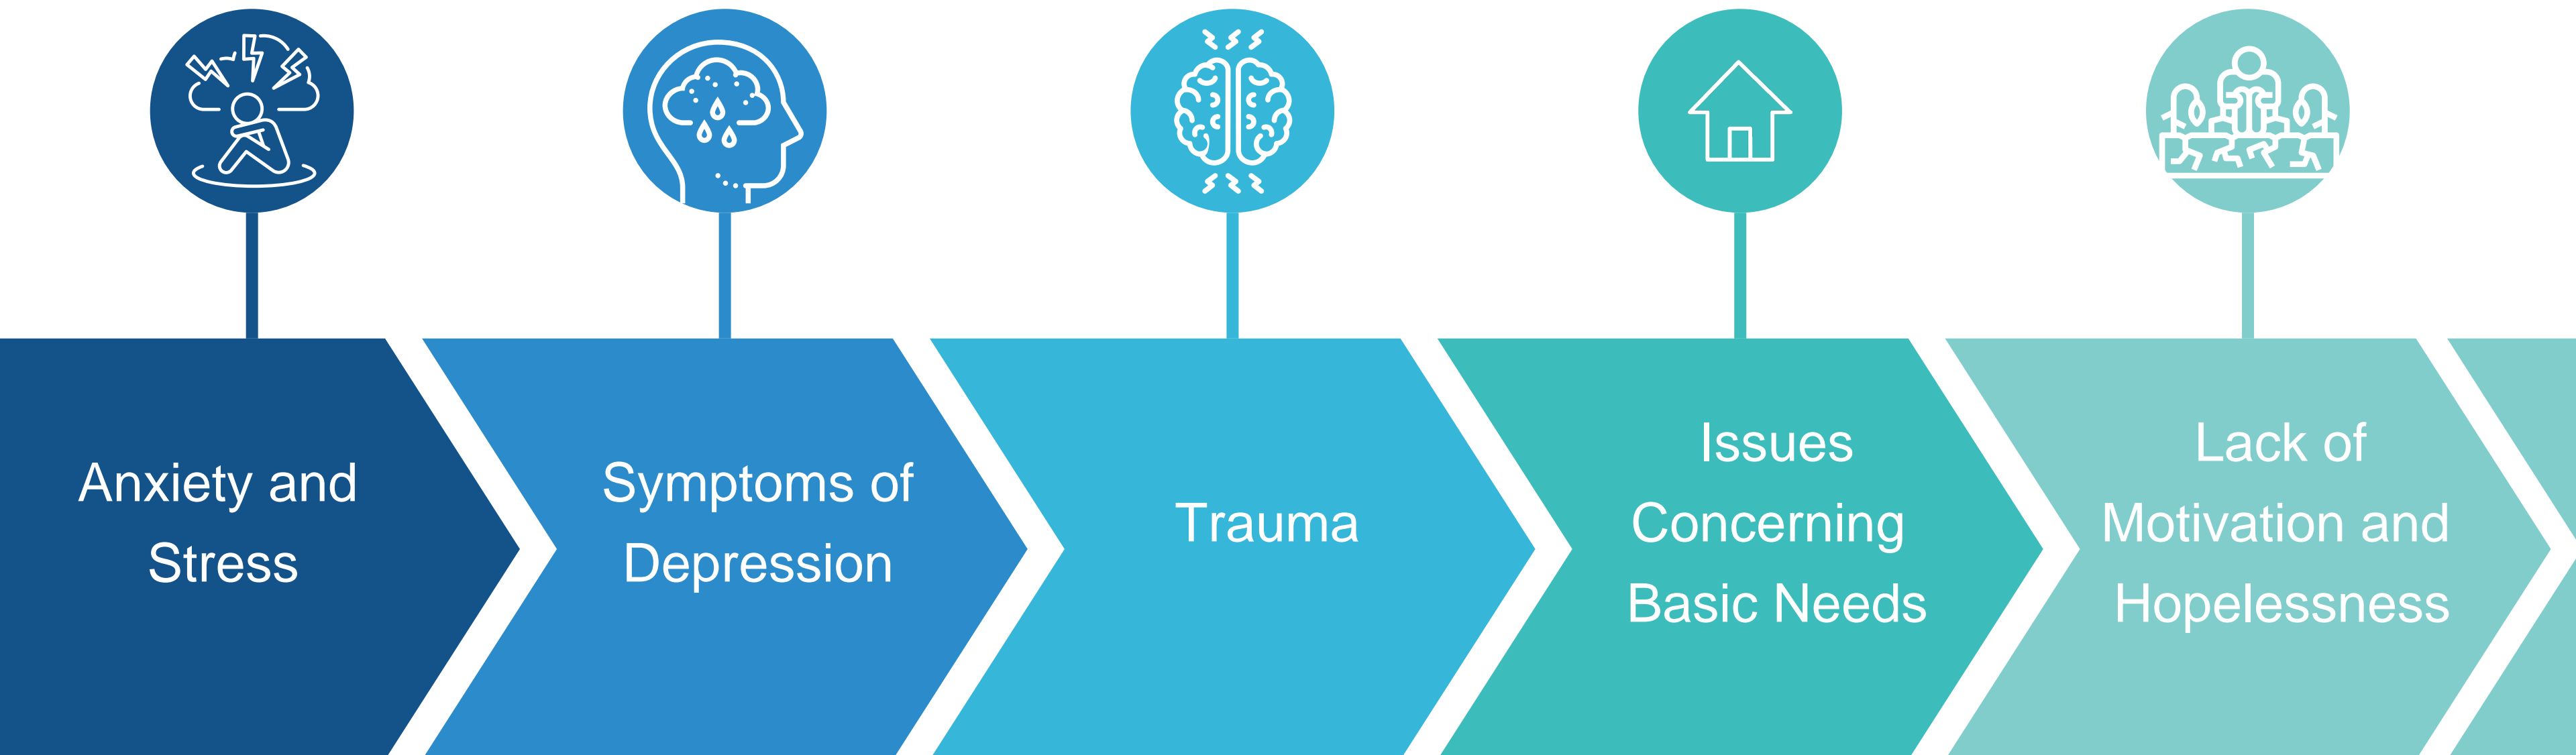 Anxiety and
Stress
Symptoms of
Depression
Trauma
Issues
Concerning
Basic Needs
Lack of
Motivation and
Hopelessness